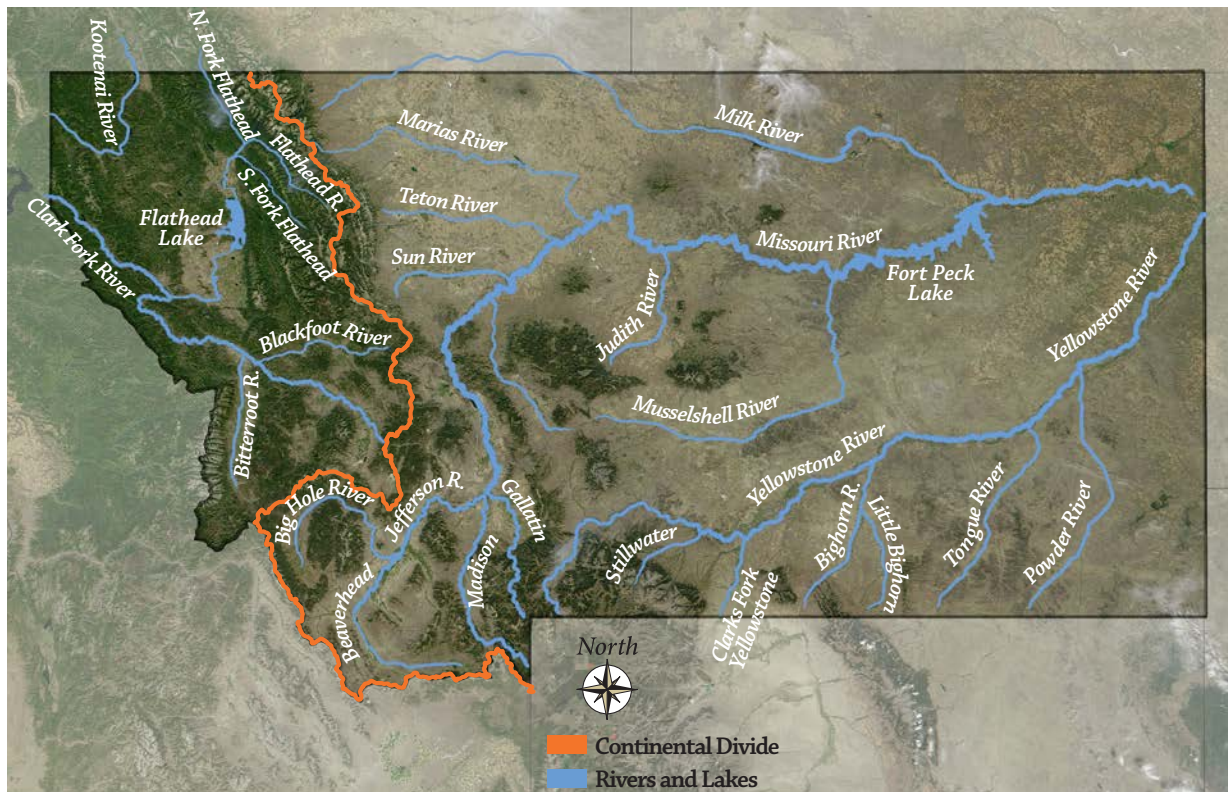 Kootenai River
N. Fork Flathead
Flathead R.
S. Fork Flathead
Flathead
Lake
Clark Fork River
Blackfoot River
Bitterroot R.
Marias River
Teton River
Sun River
Milk River
Missouri River
Fort Peck
Lake
Judith River
Musselshell River
Yellowstone River
Yellowstone River
Big Hole River
Jefferson R.
Beaverhead
Madison
Gallatin
Stillwater
Clarks Fork
Yellowstone
Bighorn R.
Little Bighorn
Tongue River
Powder River
North
Continental Divide
Rivers and Lakes